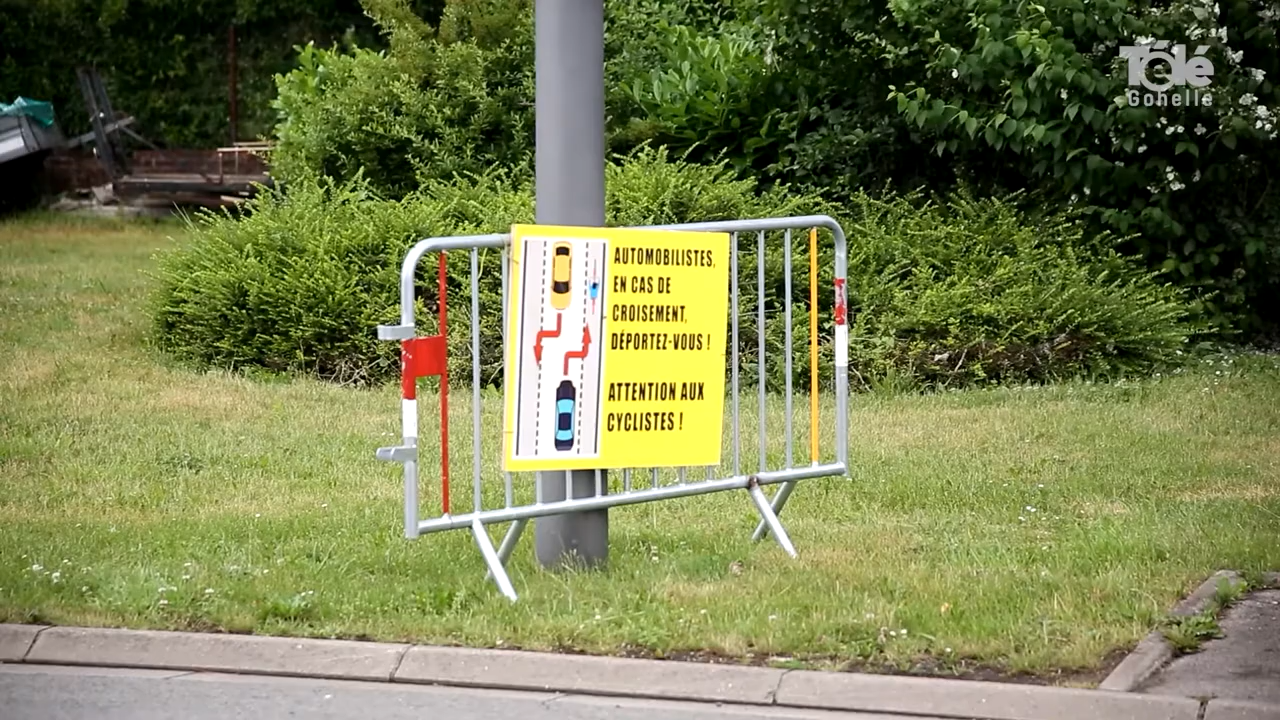 Télé
Gohelle
AUTOMOBILISTES,
EN CAS DE
CROISEMENT,
DÉPORTEZ-VOUS !
ATTENTION AUX
CYCLISTES !